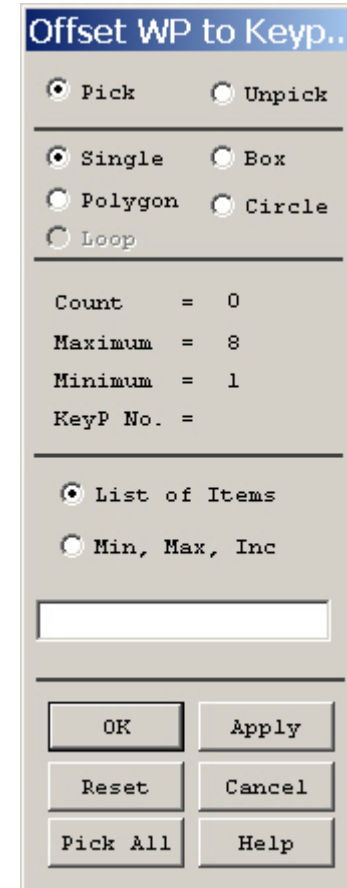 Offset WP to Keyp..
Pick Unpick
Single Box
Polygon Circle
Loop
Count = 0
Maximum = 8
Minimum = 1
KeyP No. =
List of Items
Min, Max, Inc
OK Apply
Reset Cancel
Pick All Help